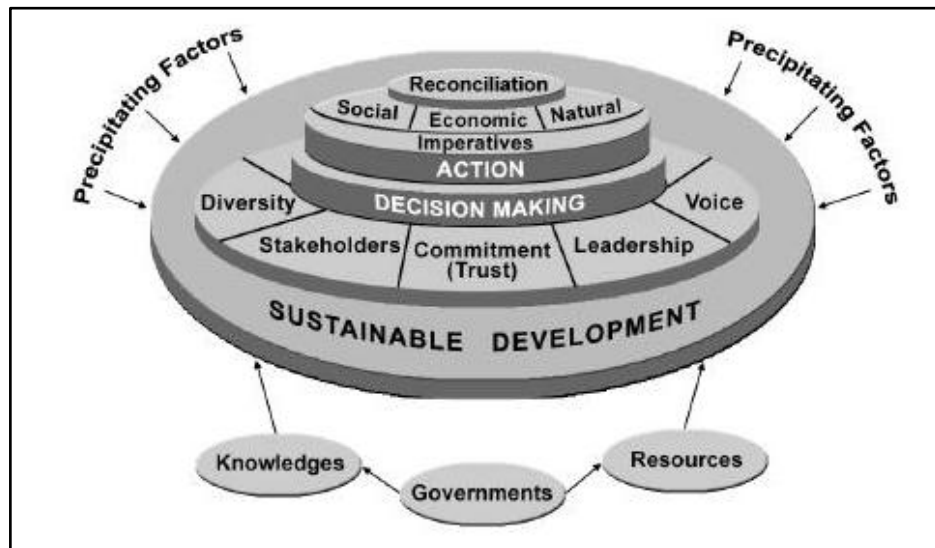 Precipitating Factors
Precipitating Factors
Reconciliation
Social
Economic
Natural
Imperatives
ACTION
DECISION MAKING
Diversity
Voice
Stakeholders
Commitment
(Trust)
Leadership
SUSTAINABLE DEVELOPMENT
Knowledges
Governments
Resources